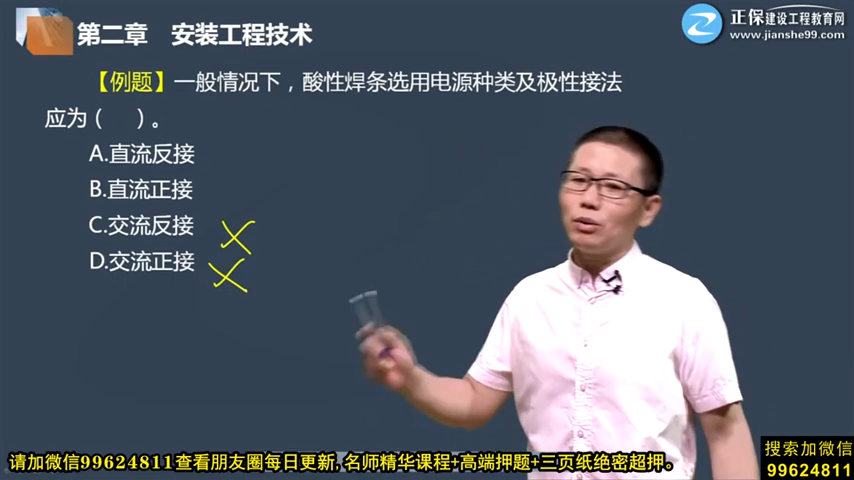 第二章 安装工程技术
正保建设工程教育网
www.jianshe99.com
【例题】一般情况下，酸性焊条选用电源种类及极性接法
应为（ ）。
A.直流反接
B.直流正接
C.交流反接
D.交流正接
请加微信99624811查看朋友圈每日更新,名师精华课程+高端押题+三页纸绝密超押。
搜索加微信
99624811